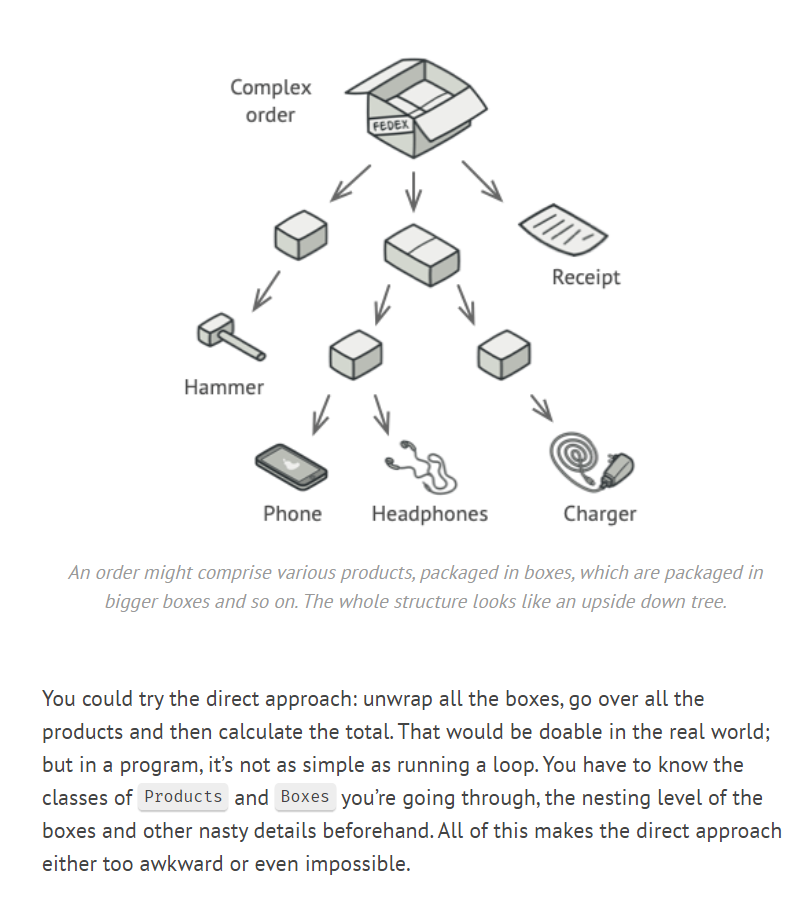 Complex
order
FEDEX
Receipt
Hammer
Phone
Headphones
Charger
An order might comprise various products, packaged in boxes, which are packaged in
bigger boxes and so on. The whole structure looks like an upside down tree.
You could try the direct approach: unwrap all the boxes, go over all the
products and then calculate the total. That would be doable in the real world;
but in a program, it’s not as simple as running a loop. You have to know the
classes of Products and Boxes you’re going through, the nesting level of the
boxes and other nasty details beforehand. All of this makes the direct approach
either too awkward or even impossible.